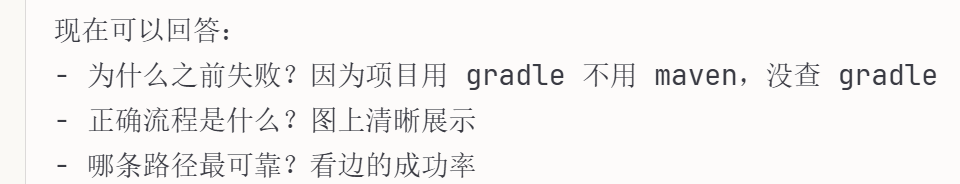 现在可以回答：
- 为什么之前失败？因为项目用 gradle 不用 maven，没查 gradle
- 正确流程是什么？图上清晰展示
- 哪条路径最可靠？看边的成功率